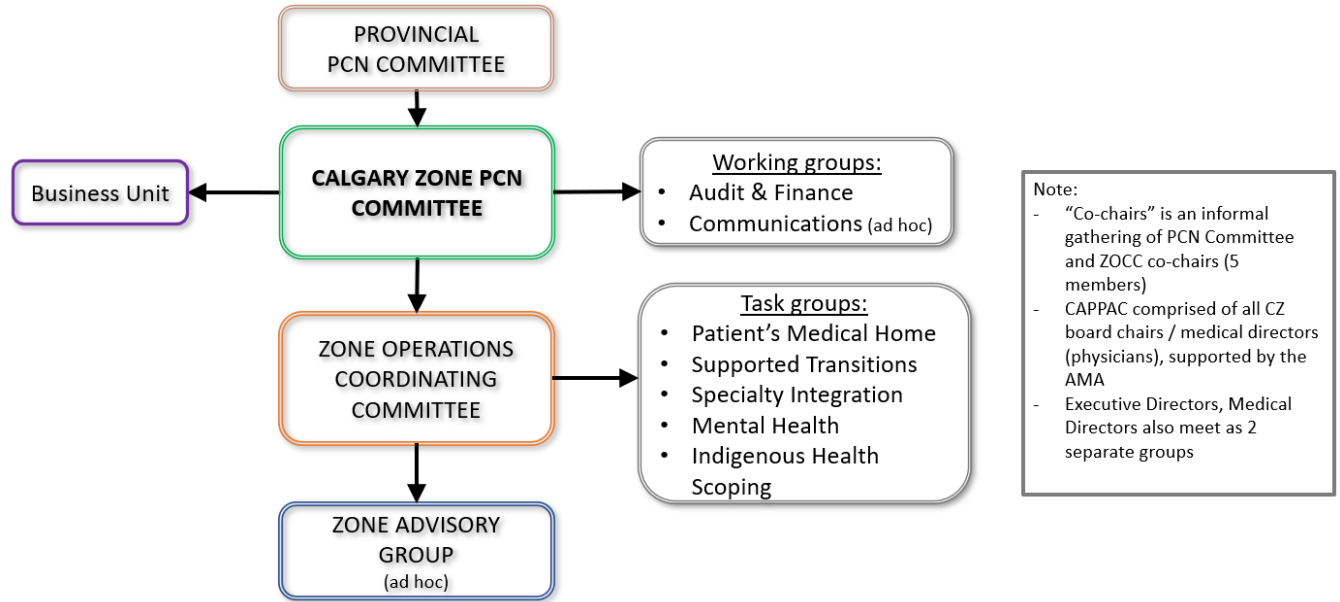 PROVINCIAL
PCN COMMITTEE
Business Unit
CALGARY ZONE PCN
COMMITTEE
Working groups:
• Audit & Finance
• Communications (ad hoc)
ZONE OPERATIONS
COORDINATING
COMMITTEE
Task groups:
• Patient’s Medical Home
• Supported Transitions
• Specialty Integration
• Mental Health
• Indigenous Health
Scoping
ZONE ADVISORY
GROUP
(ad hoc)
Note:
- “Co-chairs” is an informal
gathering of PCN Committee
and ZOCC co-chairs (5
members)
- CAPPAC comprised of all CZ
board chairs / medical directors
(physicians), supported by the
AMA
- Executive Directors, Medical
Directors also meet as 2
separate groups